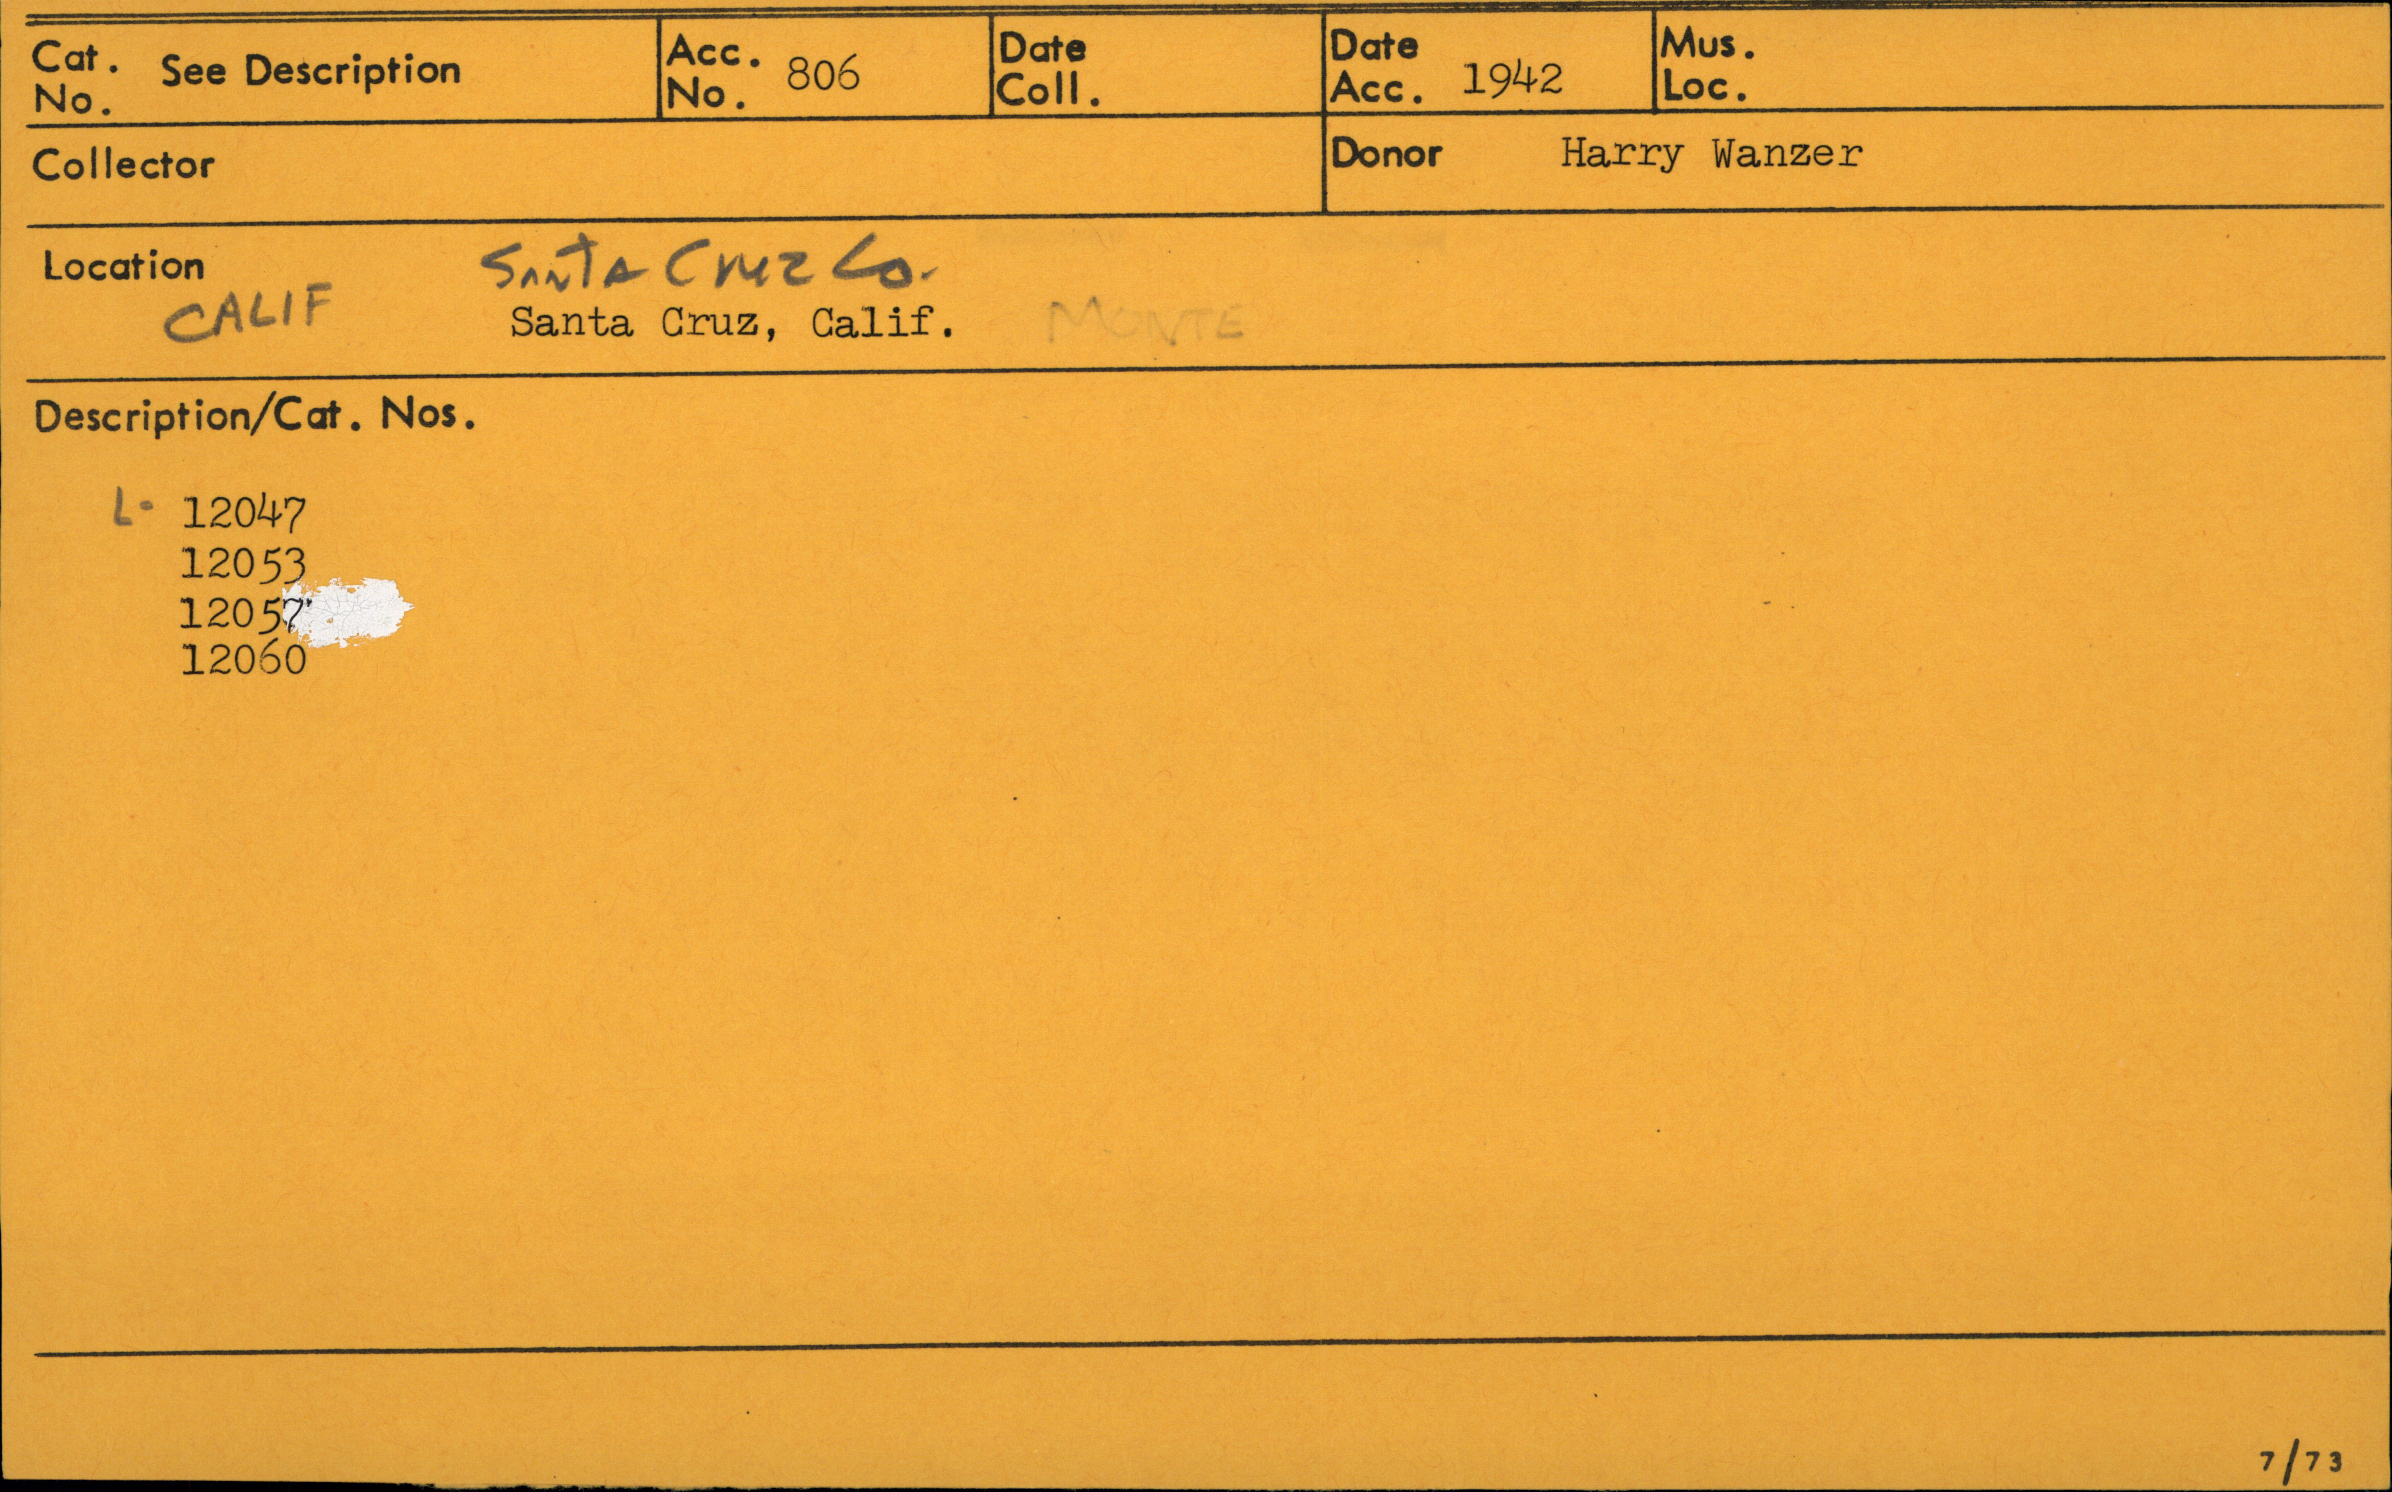 Cat. No. See Description
Acc. No. 806
Date Coll.
Date Acc. 1942
Mus. Loc.
Collector
Donor Harry Wanzer
Location
Santa Cruz Co.
CALIF
Santa Cruz, Calif. MONTE
Description/Cat. Nos.
L- 12047
12053
12057
12060
7/73